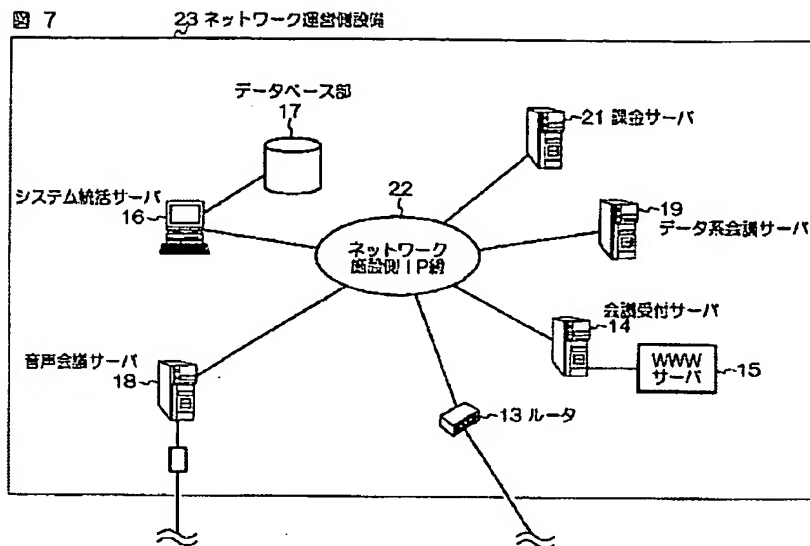 図 7
23 ネットワーク運営側設備
データベース部
17
21 課金サーバ
システム統活サーバ
16
22
19
データ系会議サーバ
ネットワーク
施設側IP網
会議受付サーバ
14
音声会議サーバ
18
WWW
サーバ
15
13 ルータ